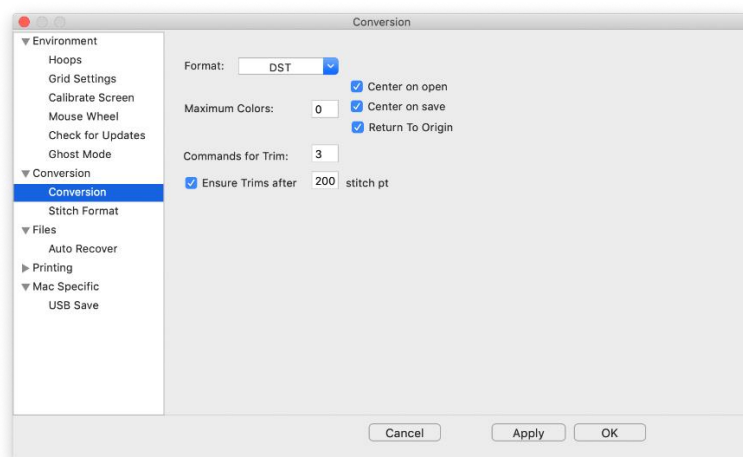 Conversion
Environment
Hoops
Grid Settings
Calibrate Screen
Mouse Wheel
Check for Updates
Ghost Mode
Conversion
Conversion
Stitch Format
Files
Auto Recover
Printing
Mac Specific
USB Save
Format: DST
Center on open
Maximum Colors: 0
Center on save
Return To Origin
Commands for Trim: 3
Ensure Trims after 200 stitch pt
Cancel
Apply
OK